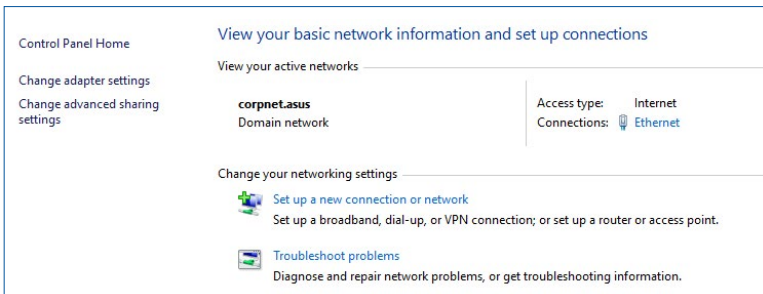 Control Panel Home
Change adapter settings
Change advanced sharing
settings
View your basic network information and set up connections
View your active networks
corpnet.asus
Domain network
Access type: Internet
Connections: Ethernet
Change your networking settings
Set up a new connection or network
Set up a broadband, dial-up, or VPN connection; or set up a router or access point.
Troubleshoot problems
Diagnose and repair network problems, or get troubleshooting information.